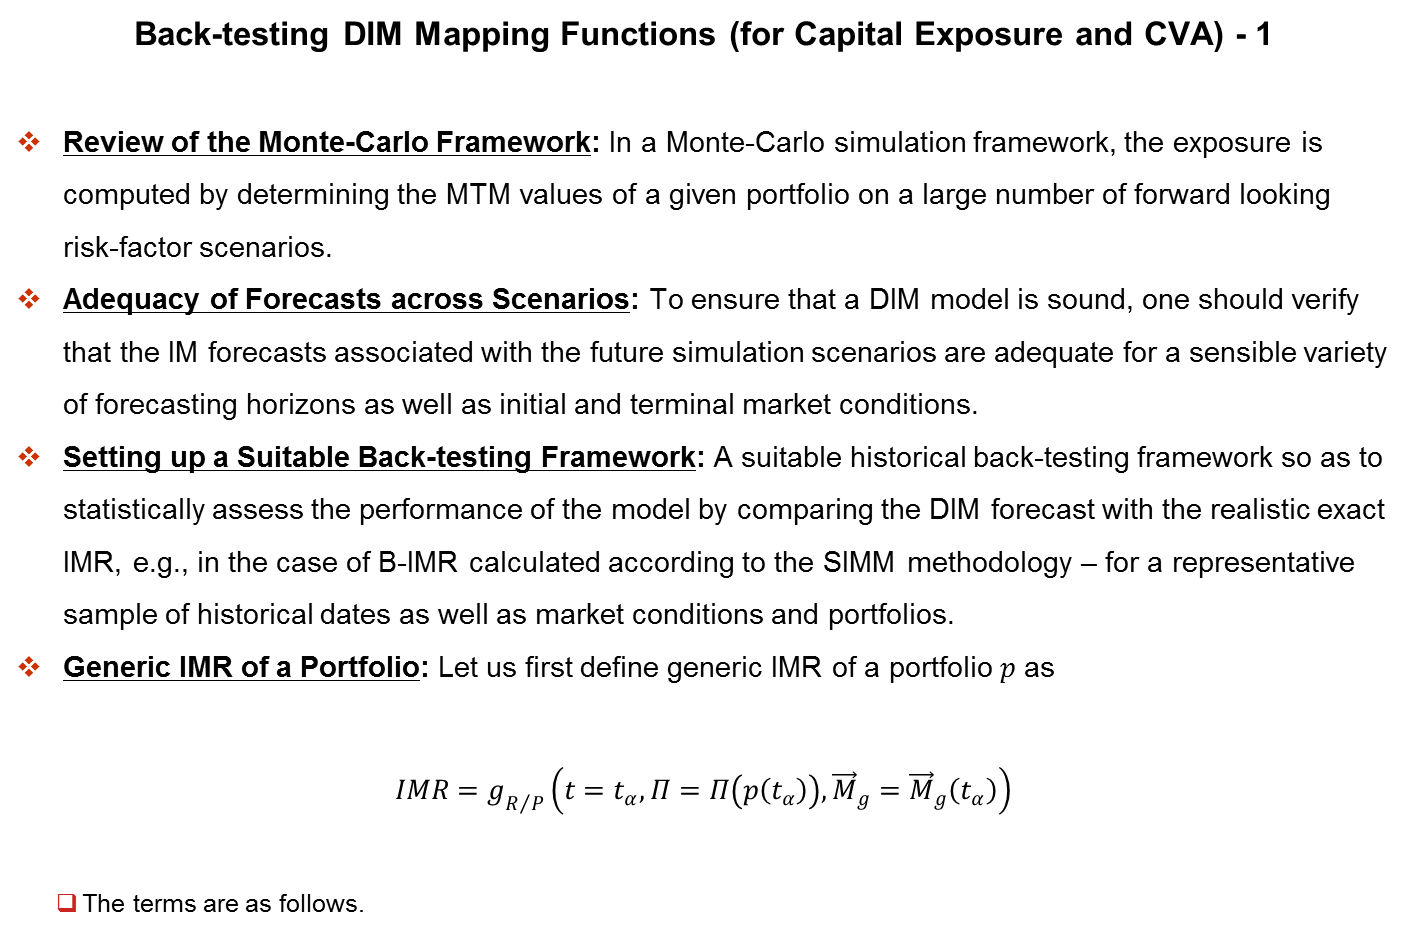 Back-testing DIM Mapping Functions (for Capital Exposure and CVA) - 1
❖ Review of the Monte-Carlo Framework: In a Monte-Carlo simulation framework, the exposure is
computed by determining the MTM values of a given portfolio on a large number of forward looking
risk-factor scenarios.
❖ Adequacy of Forecasts across Scenarios: To ensure that a DIM model is sound, one should verify
that the IM forecasts associated with the future simulation scenarios are adequate for a sensible variety
of forecasting horizons as well as initial and terminal market conditions.
❖ Setting up a Suitable Back-testing Framework: A suitable historical back-testing framework so as to
statistically assess the performance of the model by comparing the DIM forecast with the realistic exact
IMR, e.g., in the case of B-IMR calculated according to the SIMM methodology – for a representative
sample of historical dates as well as market conditions and portfolios.
❖ Generic IMR of a Portfolio: Let us first define generic IMR of a portfolio 𝑝 as
𝐼𝑀𝑅 = 𝑔_{𝑅/𝑃} (𝑡 = 𝑡_𝛼, 𝛱 = 𝛱(𝑝(𝑡_𝛼)), 𝑀⃗_𝑔 = 𝑀⃗_𝑔(𝑡_𝛼))
❑ The terms are as follows.